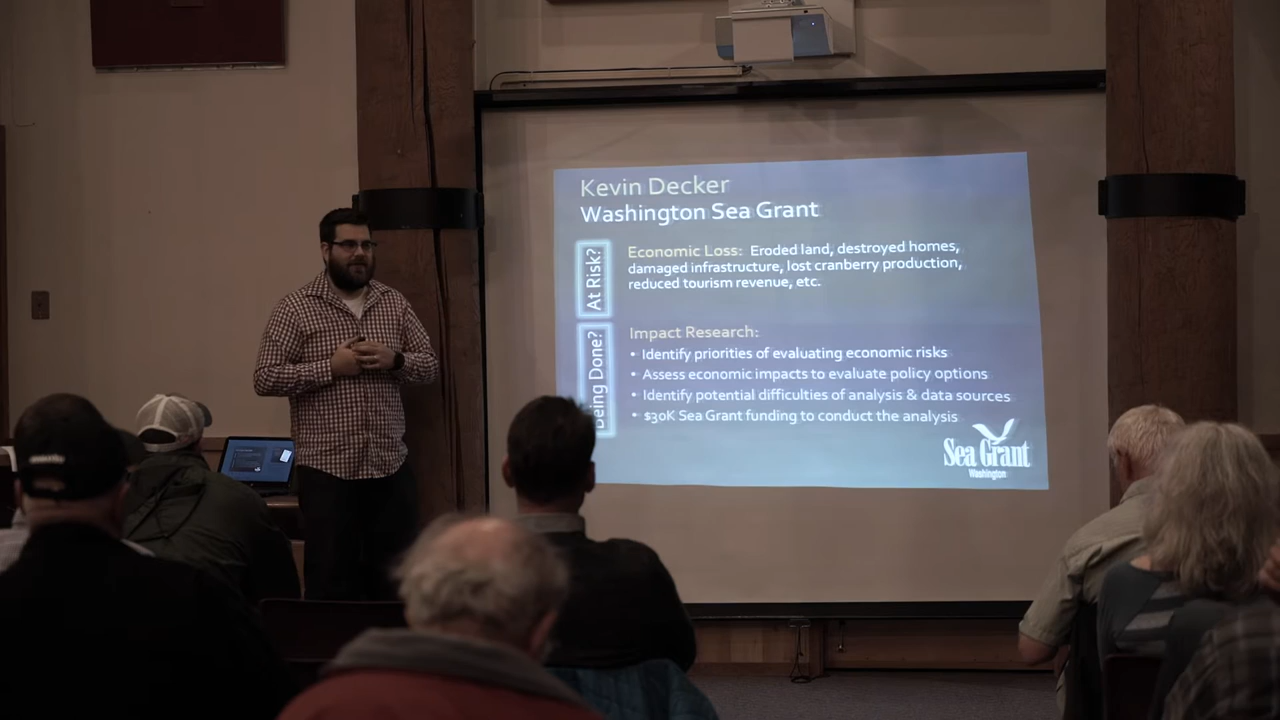 Kevin Decker
Washington Sea Grant
At Risk?
Economic Loss: Eroded land, destroyed homes,
damaged infrastructure, lost cranberry production,
reduced tourism revenue, etc.
Being Done?
Impact Research:
• Identify priorities of evaluating economic risks
• Assess economic impacts to evaluate policy options
• Identify potential difficulties of analysis & data sources
• $30K Sea Grant funding to conduct the analysis
Sea Grant
Washington